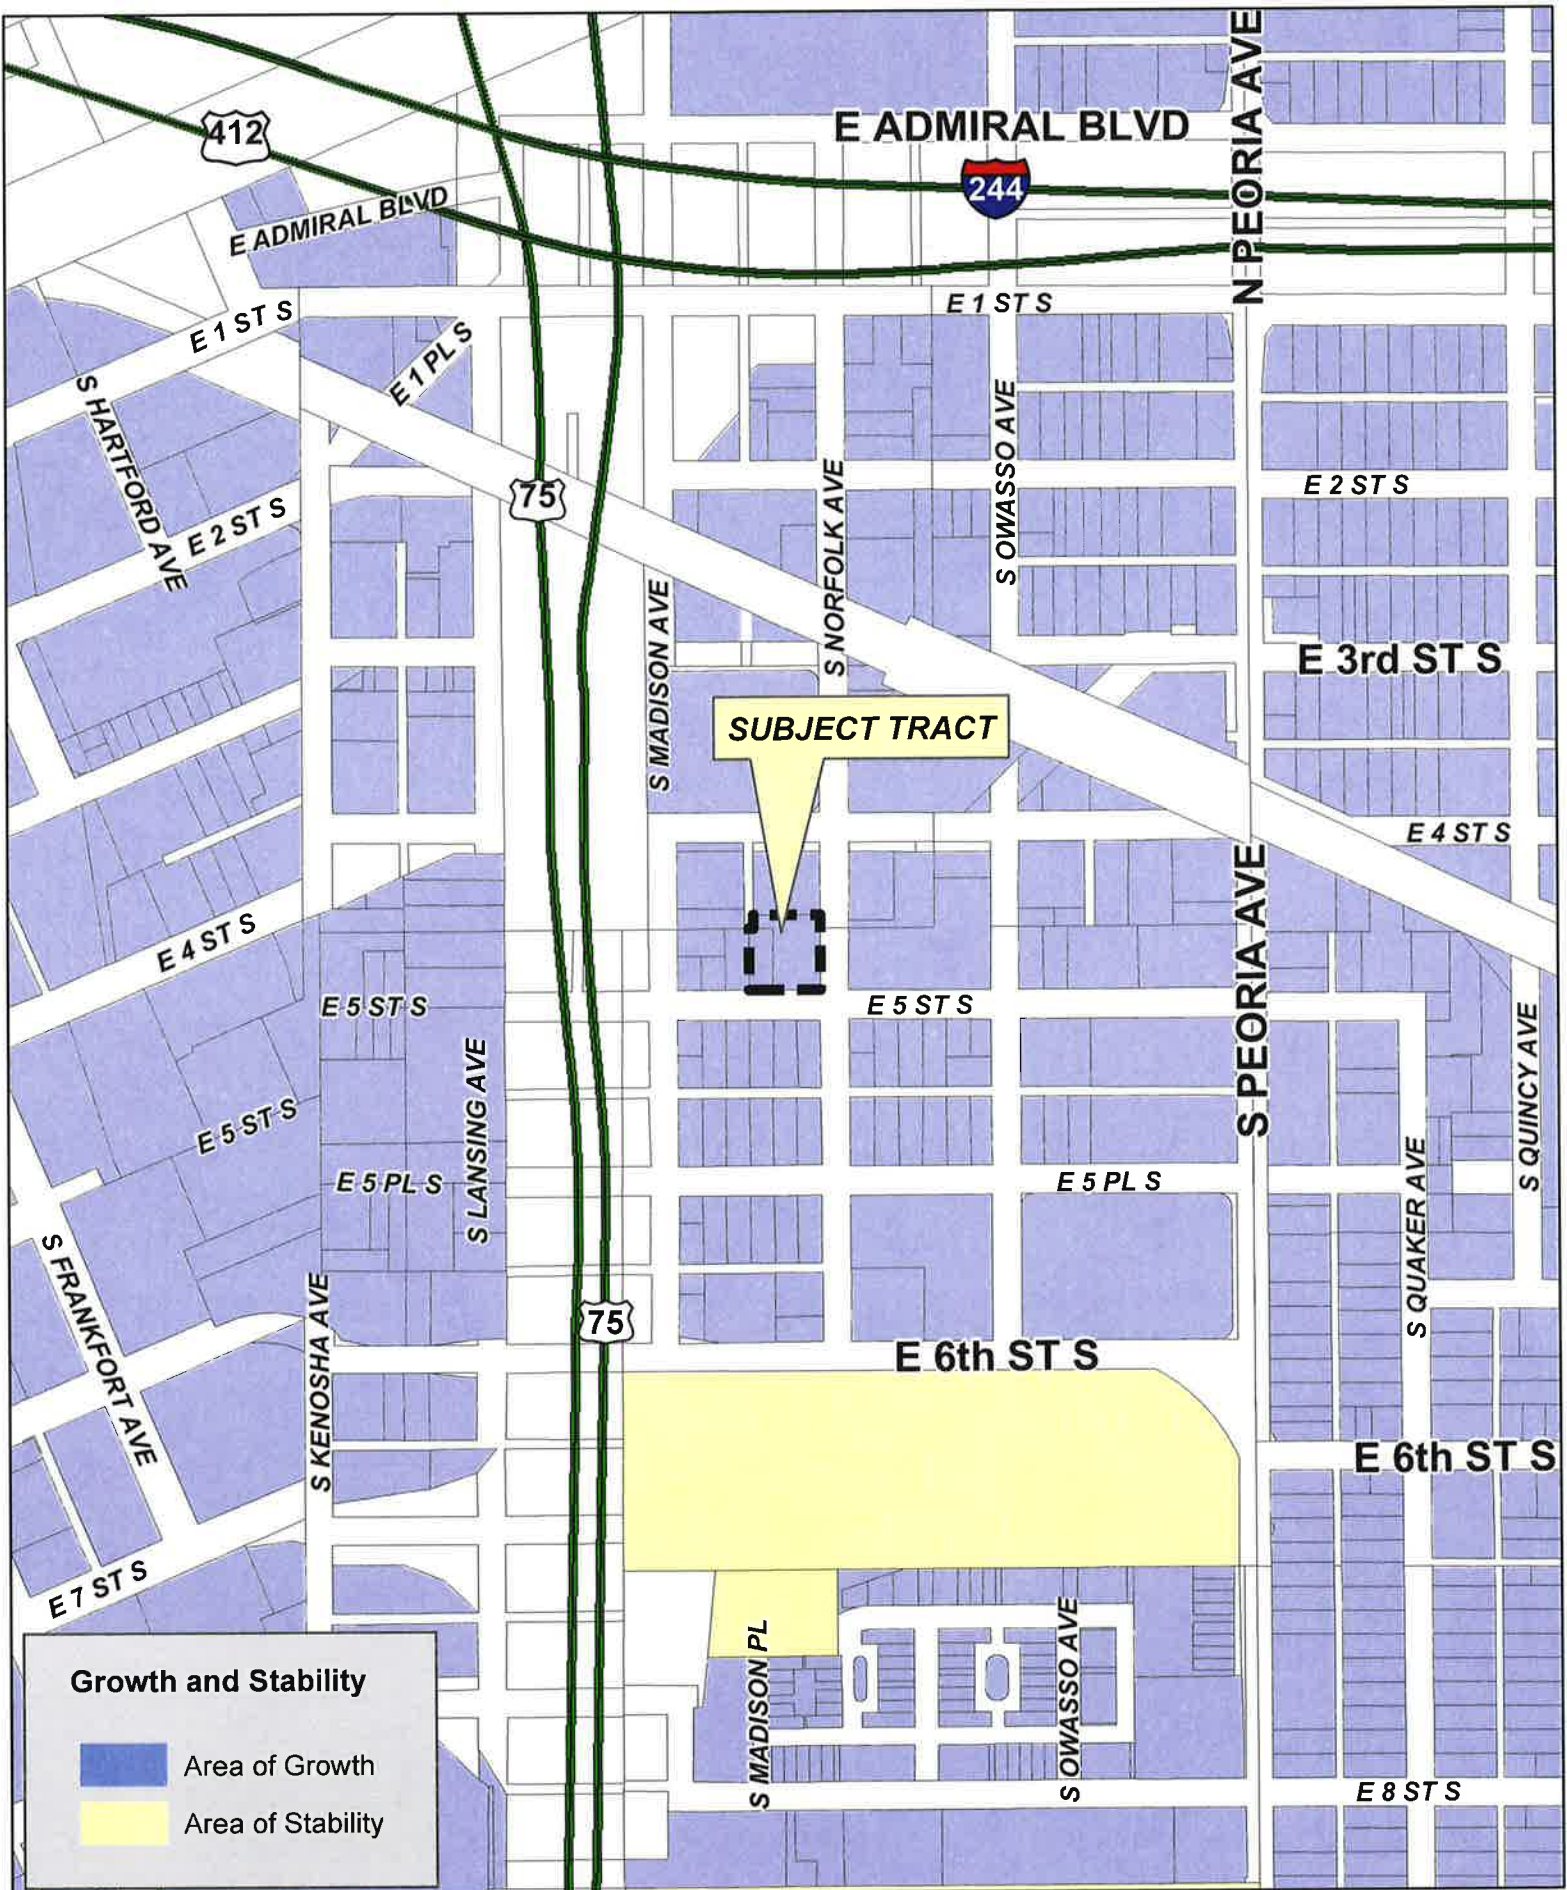 N PEORIA AVE
E ADMIRAL BLVD
412
244
E ADMIRAL BLVD
E 1 ST S
E 1 ST S
E 1 PL S
S HARTFORD AVE
S OWASSO AVE
S NORFOLK AVE
E 2 ST S
75
E 2 ST S
S MADISON AVE
E 3rd ST S
SUBJECT TRACT
E 4 ST S
S PEORIA AVE
E 4 ST S
E 5 ST S
E 5 ST S
S QUINCY AVE
S LANSING AVE
E 5 ST S
E 5 PL S
E 5 PL S
S QUAKER AVE
S FRANKFORT AVE
S KENOSHA AVE
75
E 6th ST S
E 6th ST S
E 7 ST S
S MADISON PL
S OWASSO AVE
Growth and Stability
Area of Growth
Area of Stability
E 8 ST S